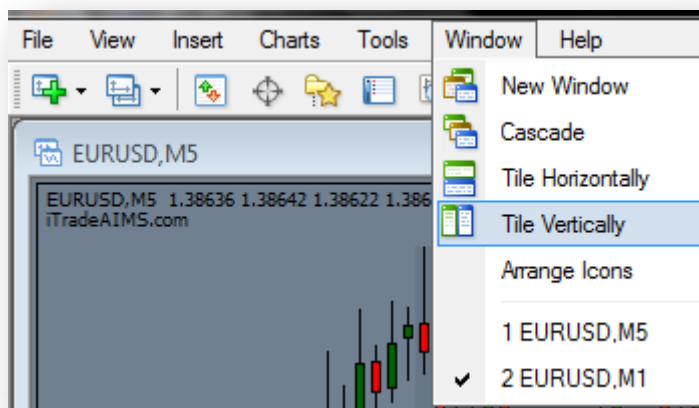 File View Insert Charts Tools Window Help
New Window
Cascade
Tile Horizontally
Tile Vertically
Arrange Icons
1 EURUSD,M5
2 EURUSD,M1
EURUSD,M5
EURUSD,M5 1.38636 1.38642 1.38622
iTradeAIMS.com